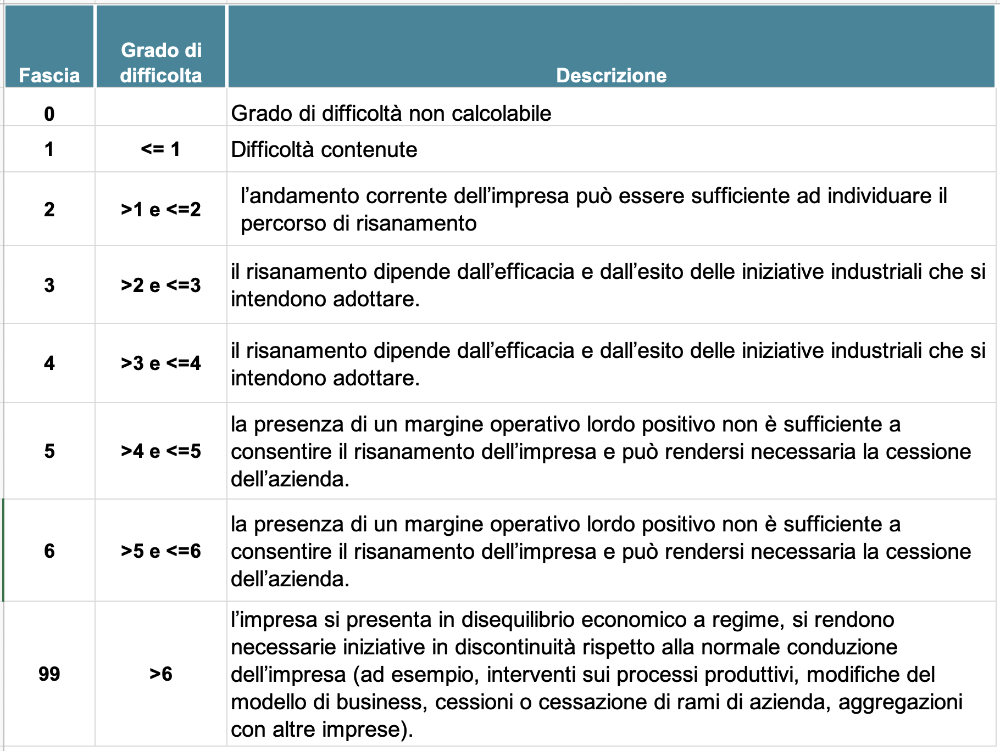 Fascia
Grado di
difficolta
Descrizione
0
Grado di difficoltà non calcolabile
1
<= 1
Difficoltà contenute
2
>1 e <=2
l’andamento corrente dell’impresa può essere sufficiente ad individuare il
percorso di risanamento
3
>2 e <=3
il risanamento dipende dall’efficacia e dall’esito delle iniziative industriali che si
intendono adottare.
4
>3 e <=4
il risanamento dipende dall’efficacia e dall’esito delle iniziative industriali che si
intendono adottare.
5
>4 e <=5
la presenza di un margine operativo lordo positivo non è sufficiente a
consentire il risanamento dell’impresa e può rendersi necessaria la cessione
dell’azienda.
6
>5 e <=6
la presenza di un margine operativo lordo positivo non è sufficiente a
consentire il risanamento dell’impresa e può rendersi necessaria la cessione
dell’azienda.
99
>6
l’impresa si presenta in disequilibrio economico a regime, si rendono
necessarie iniziative in discontinuità rispetto alla normale conduzione
dell’impresa (ad esempio, interventi sui processi produttivi, modifiche del
modello di business, cessioni o cessazione di rami di azienda, aggregazioni
con altre imprese).